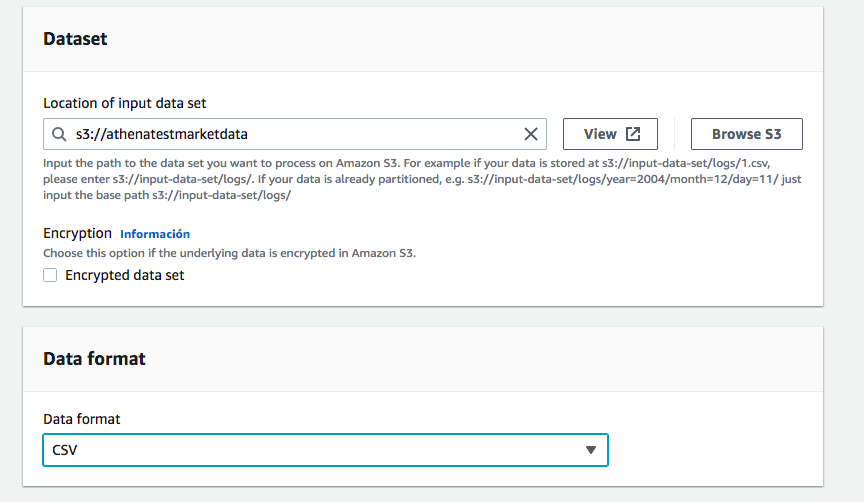 Dataset
Location of input data set
s3://athenatestmarketdata
View
Browse S3
Input the path to the data set you want to process on Amazon S3. For example if your data is stored at s3://input-data-set/logs/1.csv,
please enter s3://input-data-set/logs/. If your data is already partitioned, e.g. s3://input-data-set/logs/year=2004/month=12/day=11/ just
input the base path s3://input-data-set/logs/
Encryption Información
Choose this option if the underlying data is encrypted in Amazon S3.
Encrypted data set
Data format
Data format
CSV